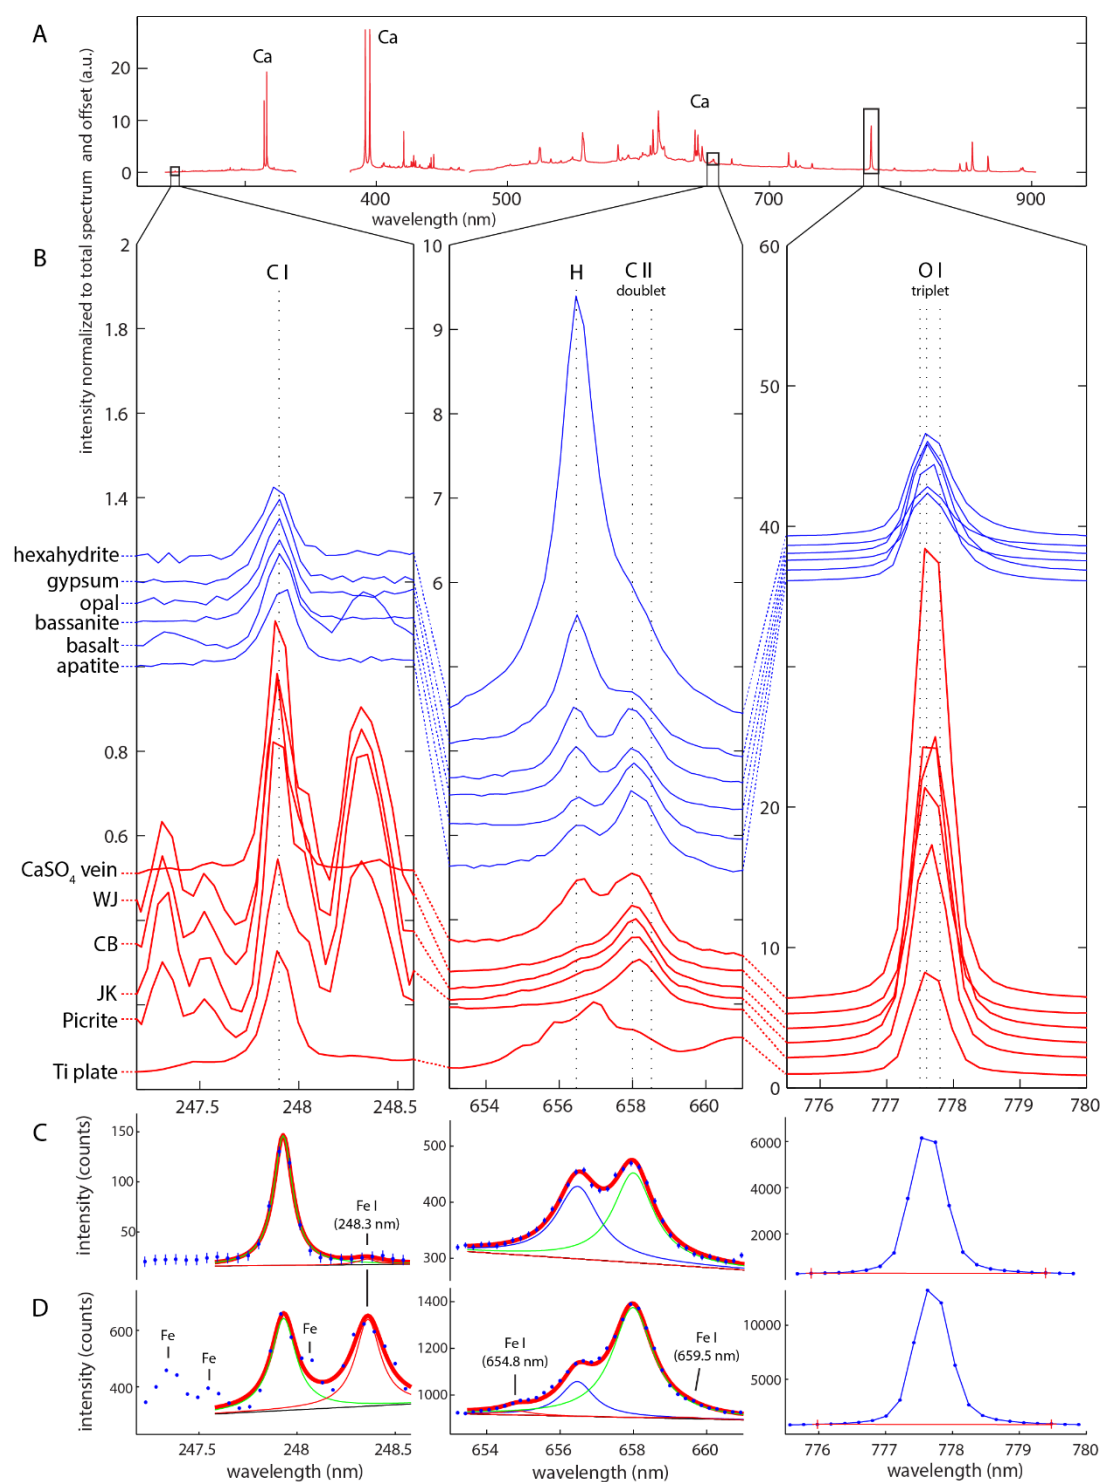 A
intensity normalized to total spectrum and offset (a.u.)
Ca
Ca
Ca
20
10
0
400
500
700
900
wavelength (nm)
B
2
1.8
1.6
1.4
0.8
0.6
C I
hexahydrite
gypsum
opal
bassanite
basalt
apatite
CaSO4 vein
WJ
CB
JK
Picrite
Ti plate
247.5
248
248.5
10
9
8
7
6
H
C II
doublet
654
656
658
660
60
50
40
20
10
0
O I
triplet
776
777
778
779
780
C
intensity (counts)
150
100
50
Fe I
(248.3 nm)
500
400
300
6000
4000
2000
D
intensity (counts)
600
400
Fe
Fe
Fe
247.5
248
248.5
wavelength (nm)
1400
1200
1000
Fe I
(654.8 nm)
Fe I
(659.5 nm)
654
656
658
660
wavelength (nm)
10000
5000
776
777
778
779
780
wavelength (nm)